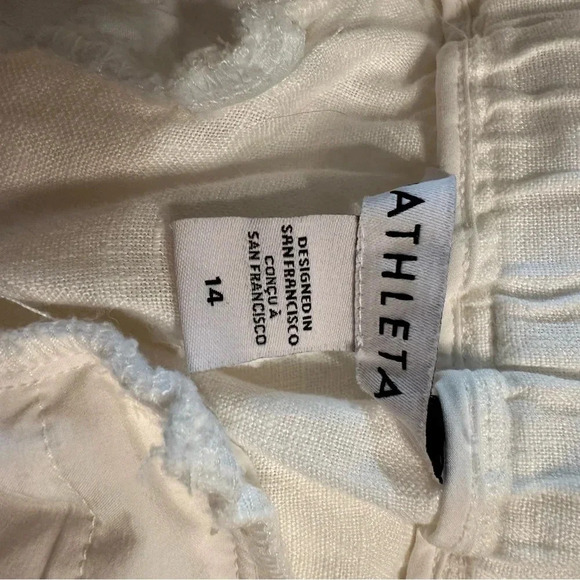 ATHLETA
DESIGNED IN
SAN FRANCISCO
CONÇU À
SAN FRANCISCO
14